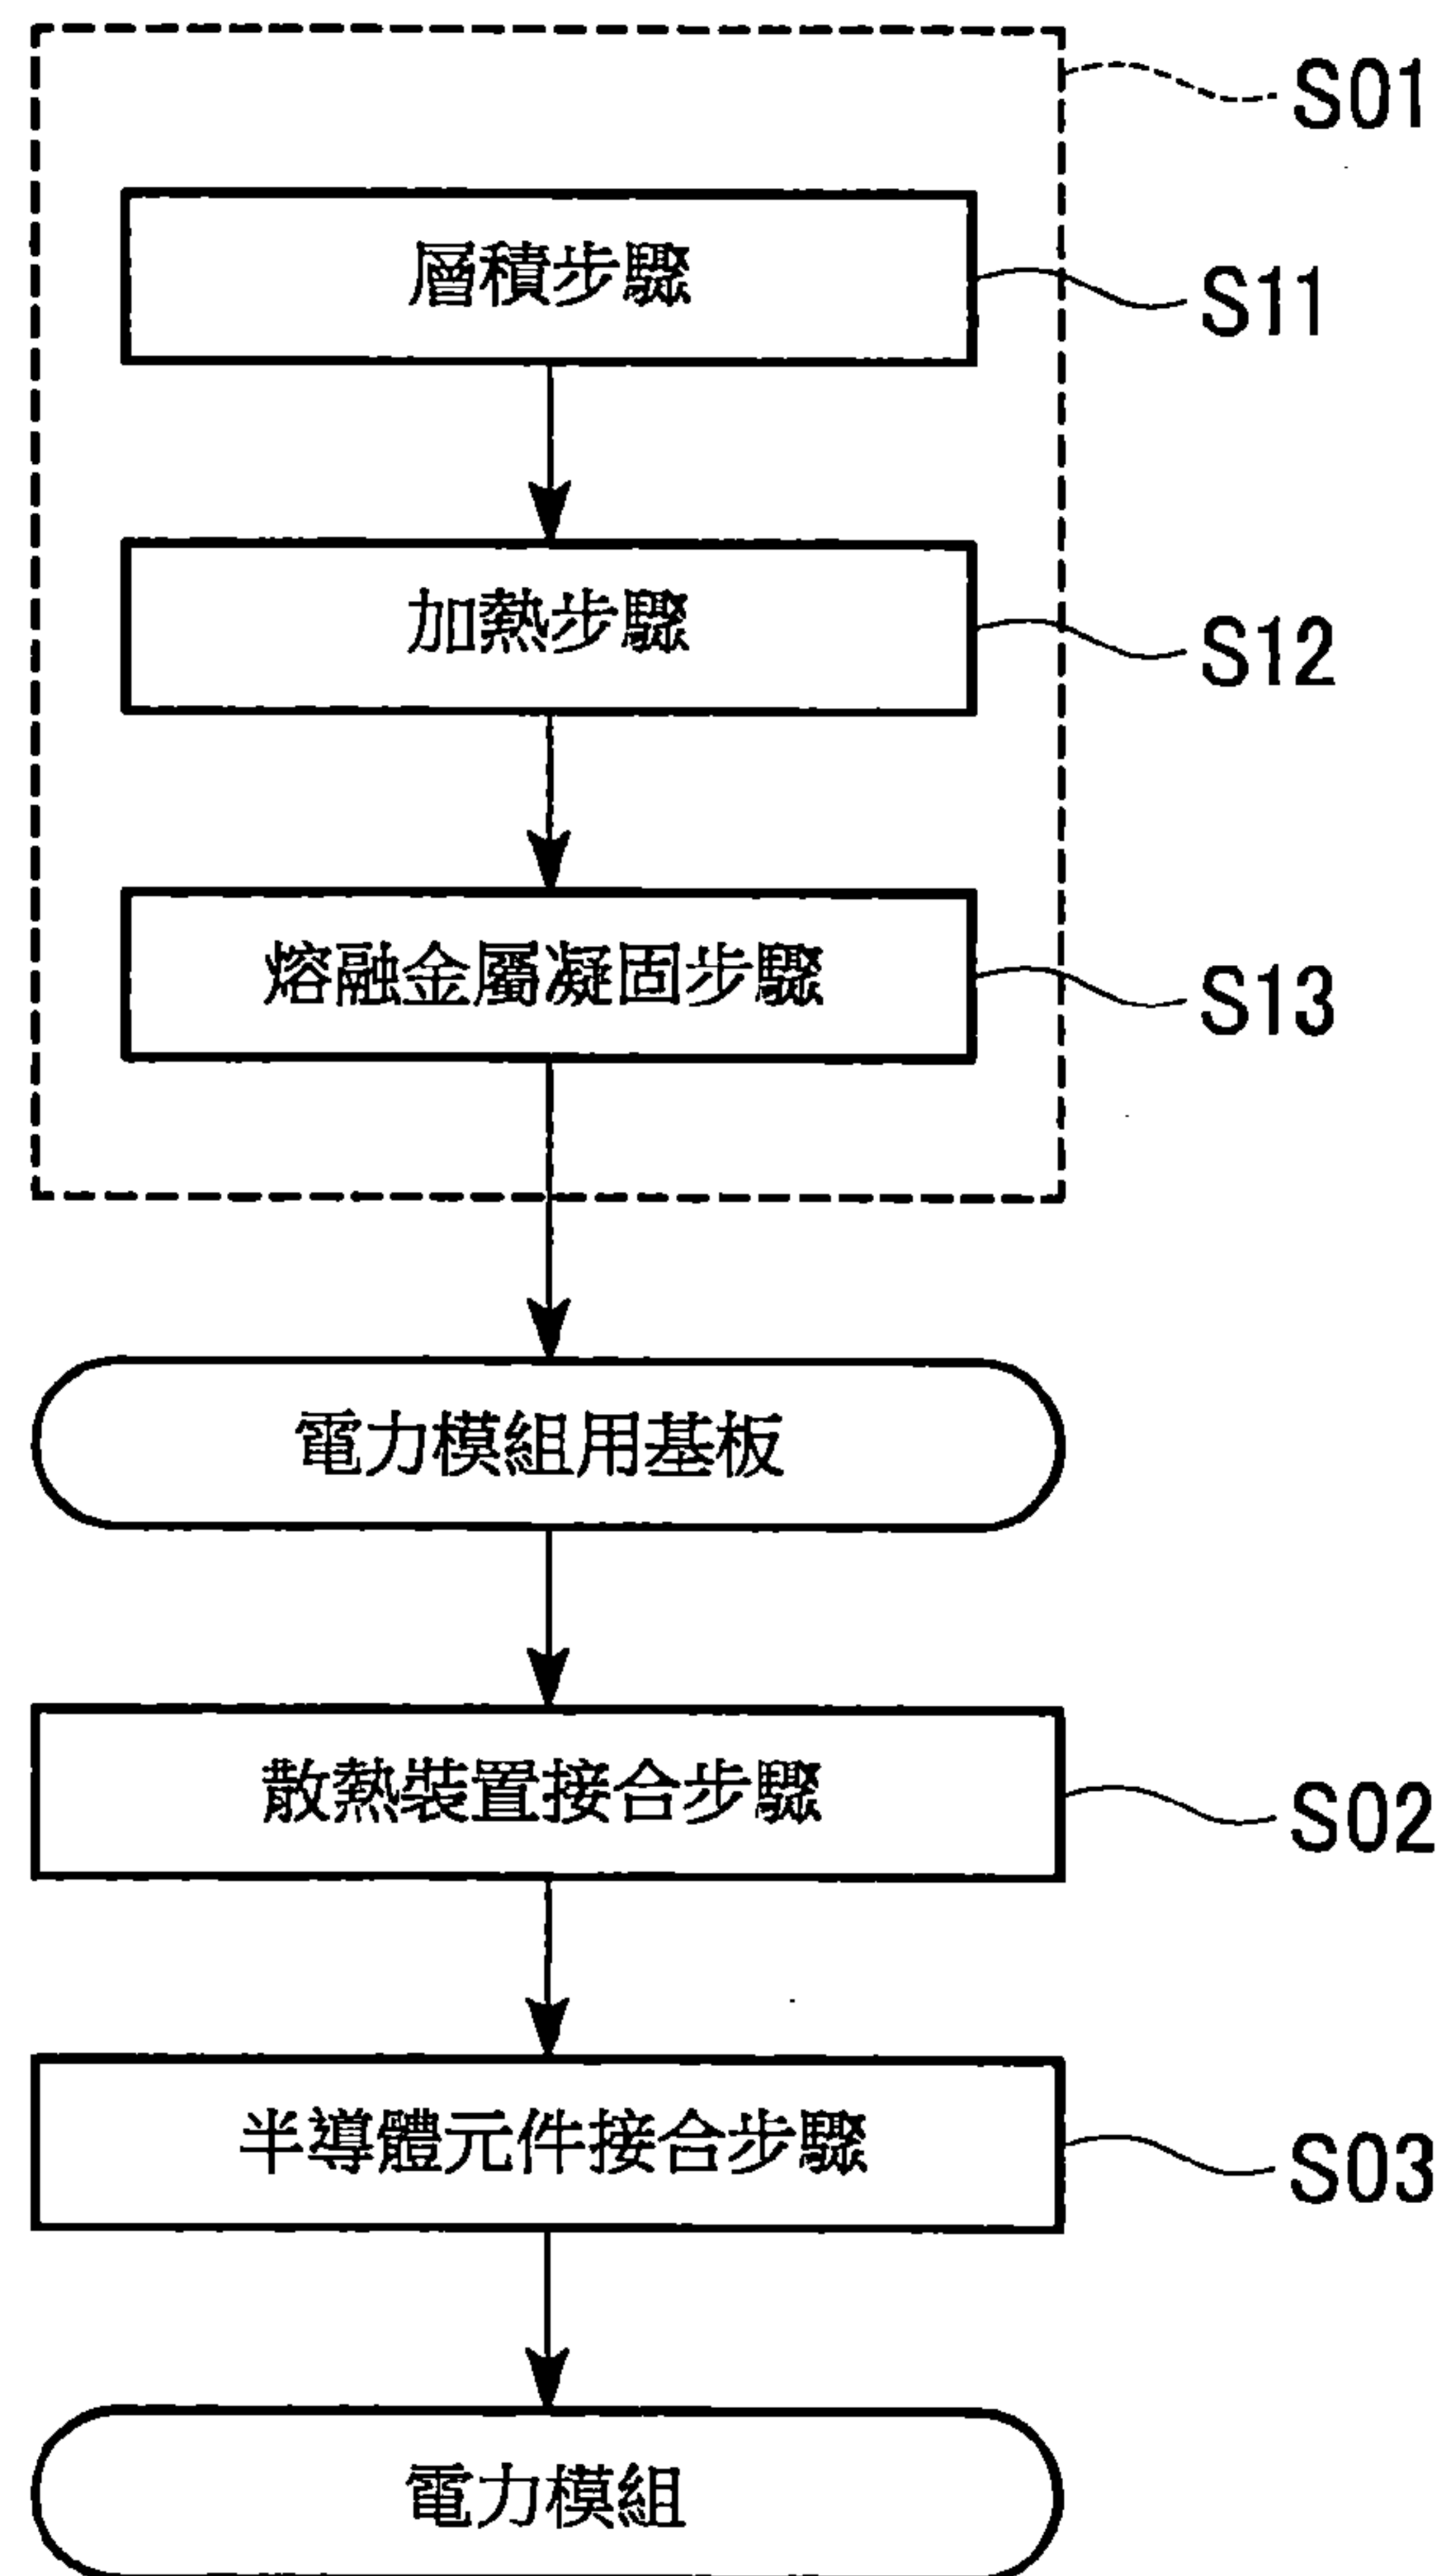 S01
層積步驟
S11
加熱步驟
S12
熔融金屬凝固步驟
S13
電力模組用基板
散熱裝置接合步驟
S02
半導體元件接合步驟
S03
電力模組